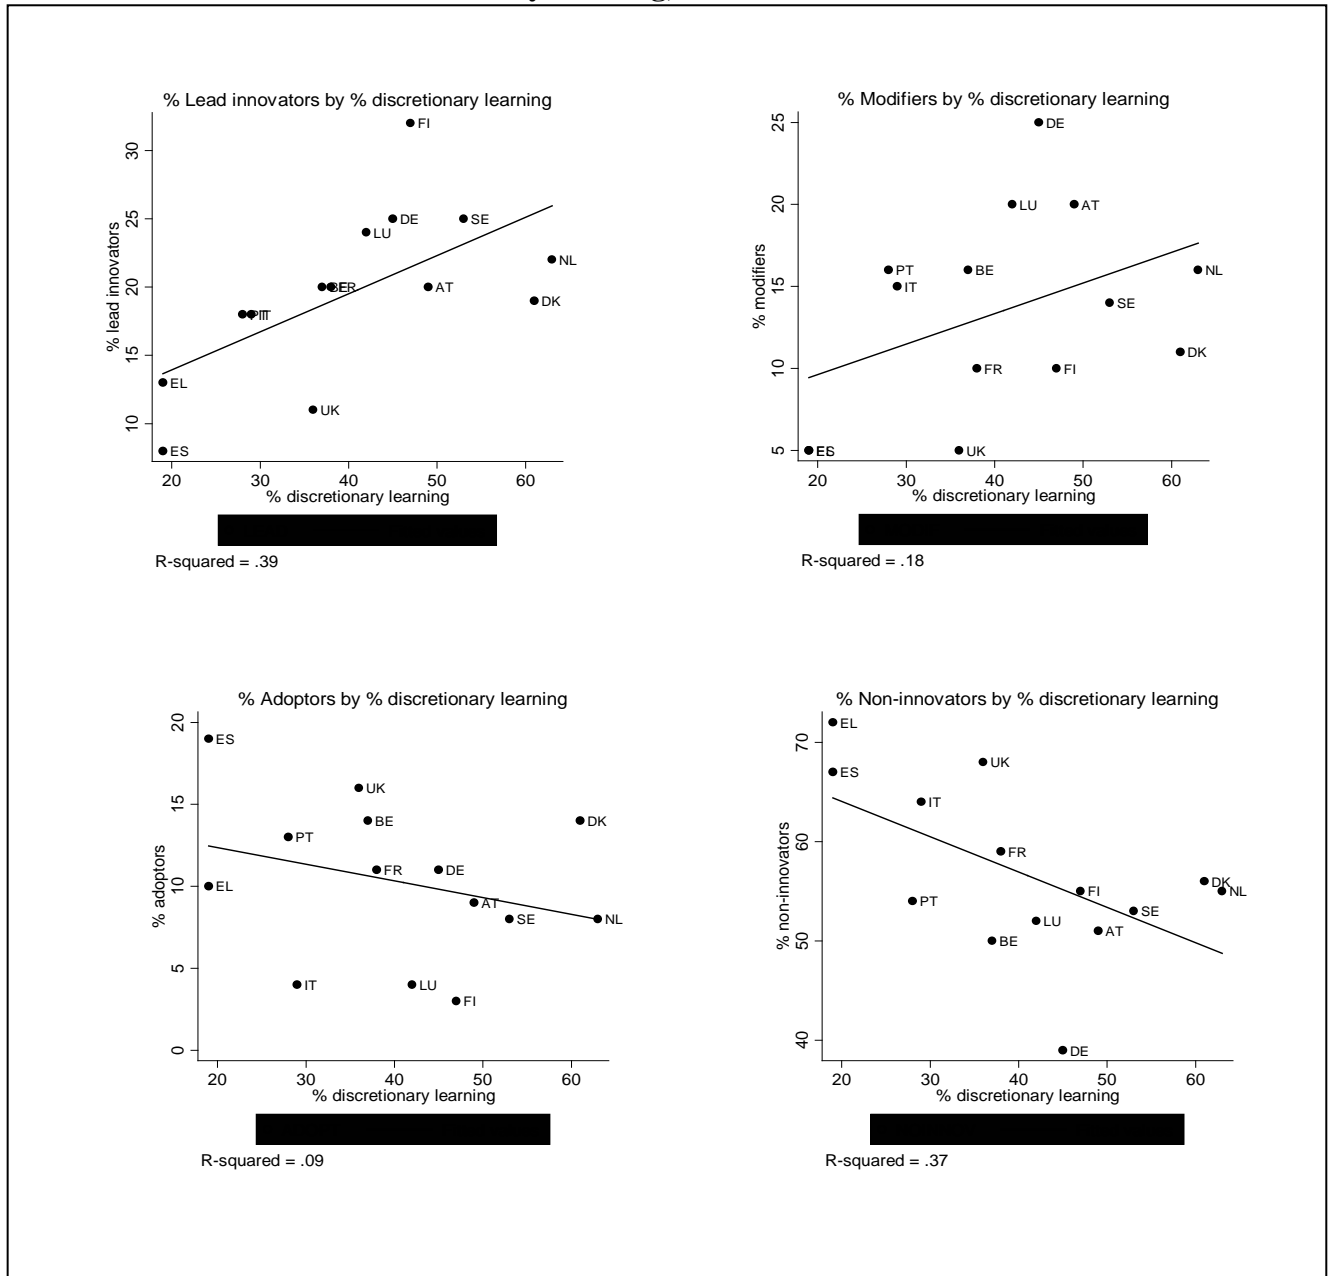 % Lead innovators by % discretionary learning
% lead innovators
30
25
20
15
10
FI
DE
SE
LU
NL
BE
FR
AT
DK
PT
IT
EL
UK
ES
20 30 40 50 60
% discretionary learning
R-squared = .39
% Modifiers by % discretionary learning
% modifiers
25
20
15
10
5
DE
LU
AT
PT
BE
NL
IT
SE
DK
FR
FI
EL
ES
UK
20 30 40 50 60
% discretionary learning
R-squared = .18
% Adoptors by % discretionary learning
% adoptors
20
15
10
5
0
ES
UK
BE
DK
PT
FR
DE
EL
AT
SE
NL
IT
LU
FI
20 30 40 50 60
% discretionary learning
R-squared = .09
% Non-innovators by % discretionary learning
% non-innovators
70
60
50
40
EL
UK
ES
IT
FR
DK
FI
NL
PT
SE
LU
AT
BE
DE
20 30 40 50 60
% discretionary learning
R-squared = .37